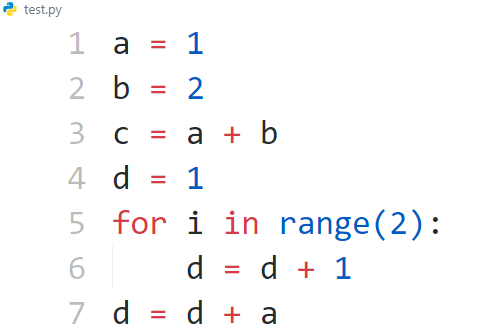 test.py
1 a = 1
2 b = 2
3 c = a + b
4 d = 1
5 for i in range(2):
6     d = d + 1
7 d = d + a